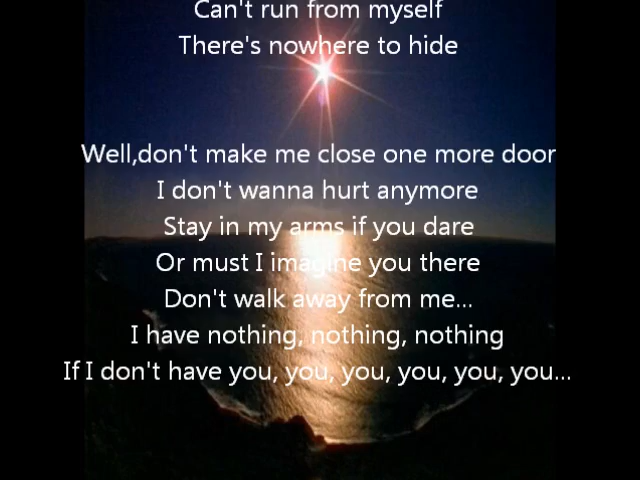 Can't run from myself
There's nowhere to hide
Well,don't make me close one more door
I don't wanna hurt anymore
Stay in my arms if you dare
Or must I imagine you there
Don't walk away from me...
I have nothing, nothing, nothing
If I don't have you, you, you, you, you, you...